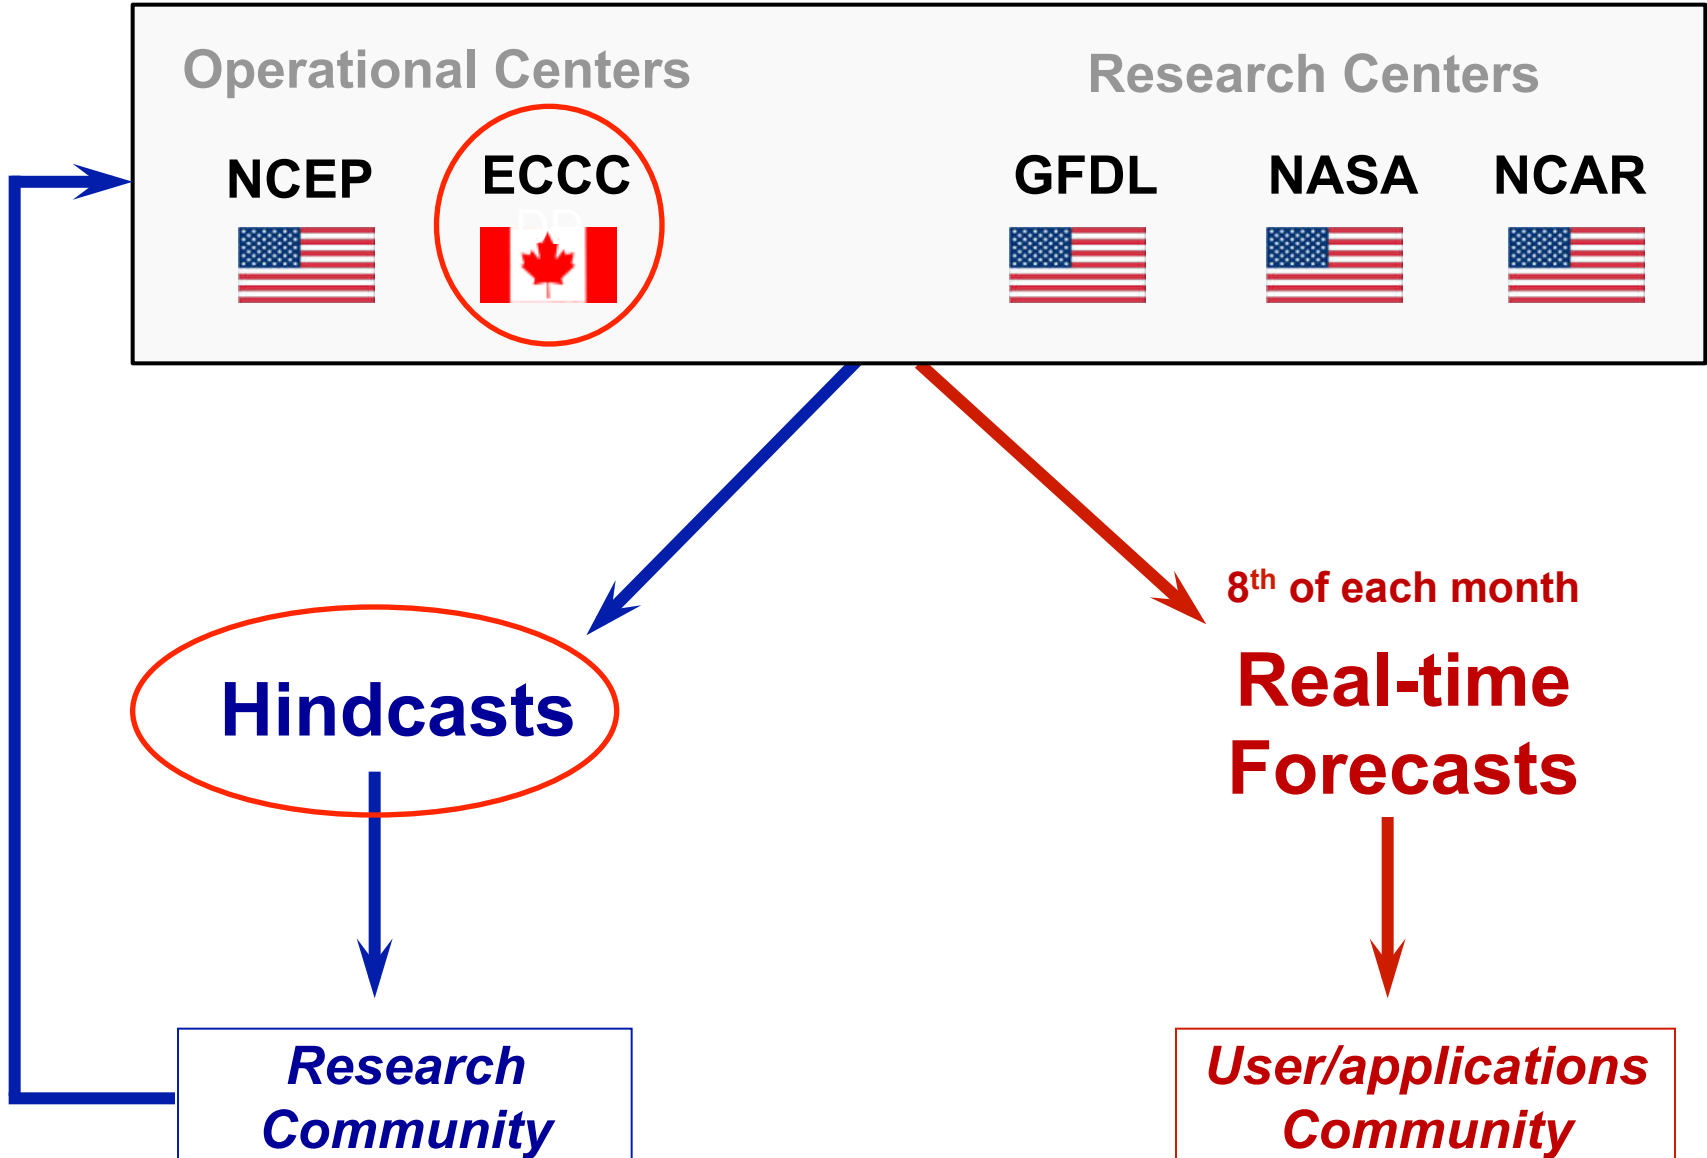 Operational Centers
Research Centers
NCEP
ECCC
GFDL
NASA
NCAR
8th of each month
Hindcasts
Real-time
Forecasts
Research
Community
User/applications
Community